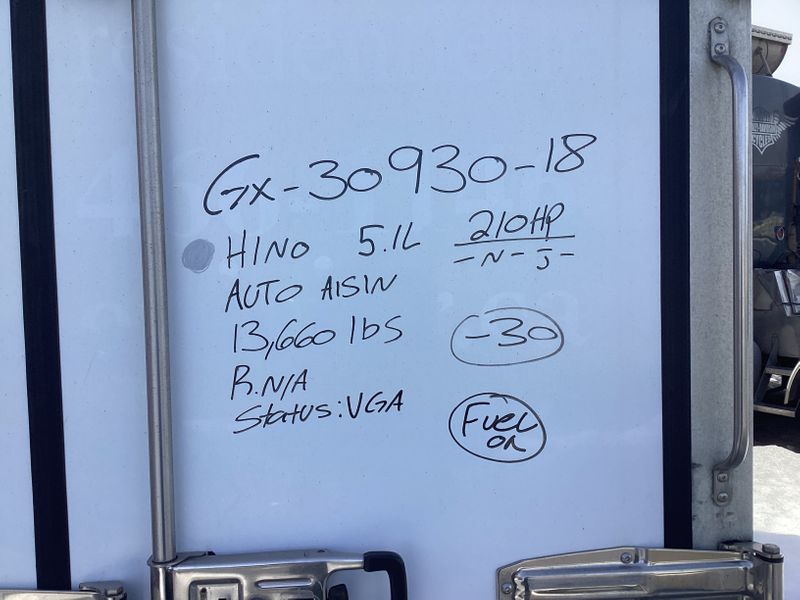 Gx-30930-18
HINO 5.1L 210HP
-N-J-
AUTO AISIN
13,660 lbs
-30
R.N/A
Status: VGA
Fuel
on